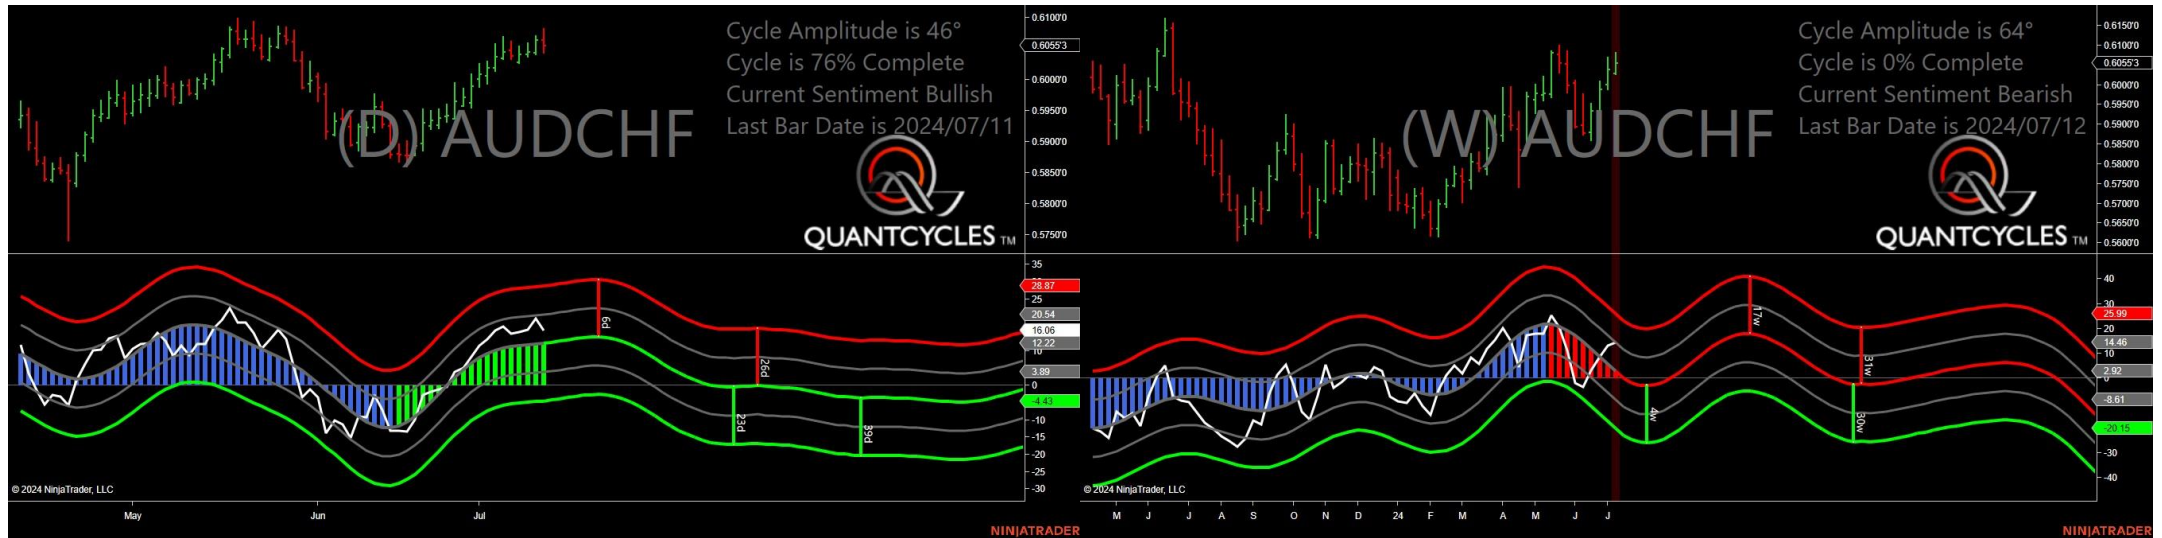 Cycle Amplitude is 46°
Cycle is 76% Complete
Current Sentiment Bullish
Last Bar Date is 2024/07/11
(D) AUDCHF
QUANTCYCLES TM
0.6100'0
0.6055'3
0.6000'0
0.5950'0
0.5900'0
0.5850'0
0.5800'0
0.5750'0
35
28.87
25
20.54
16.06
12.22
10
3.89
0
-4.43
-10
-15
-20
-25
-30
6d
26d
23d
39d
© 2024 NinjaTrader, LLC
May
Jun
Jul
NINJATRADER
Cycle Amplitude is 64°
Cycle is 0% Complete
Current Sentiment Bearish
Last Bar Date is 2024/07/12
(W) AUDCHF
QUANTCYCLES TM
0.6150'0
0.6100'0
0.6055'3
0.6000'0
0.5950'0
0.5900'0
0.5850'0
0.5800'0
0.5750'0
0.5700'0
0.5650'0
0.5600'0
40
30
25.99
20
14.46
10
2.92
0
-8.61
-20.15
-30
-40
17w
31w
4w
30w
© 2024 NinjaTrader, LLC
M J J A S O N D 24 F M A M J J
NINJATRADER